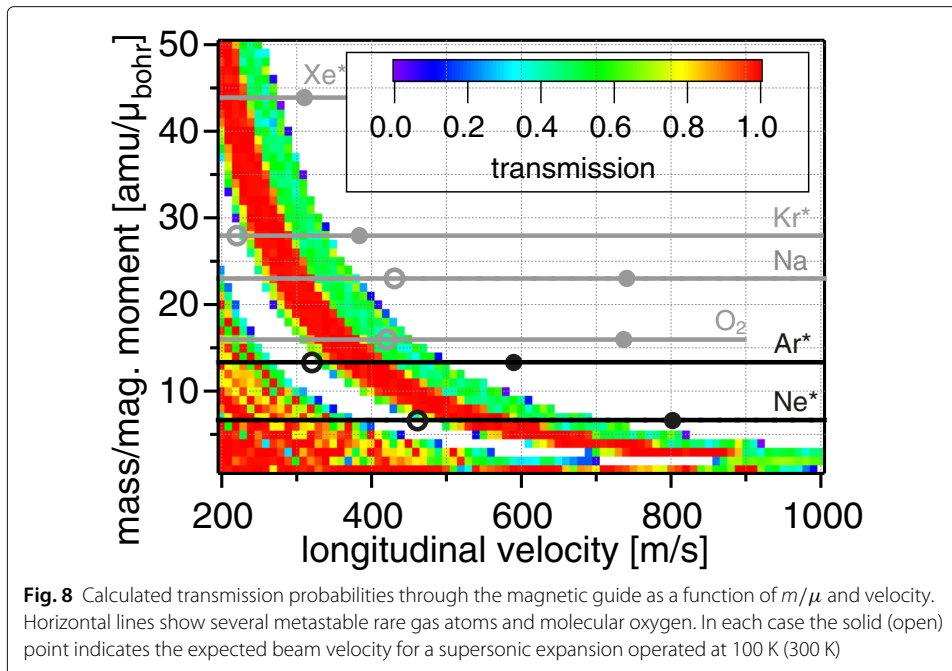 50
40
30
20
10
mass/mag. moment [amu/μbohr]
Xe*
0.0 0.2 0.4 0.6 0.8 1.0
transmission
Kr*
Na
O2
Ar*
Ne*
200 400 600 800 1000
longitudinal velocity [m/s]
Fig. 8 Calculated transmission probabilities through the magnetic guide as a function of m/μ and velocity.
Horizontal lines show several metastable rare gas atoms and molecular oxygen. In each case the solid (open)
point indicates the expected beam velocity for a supersonic expansion operated at 100 K (300 K)